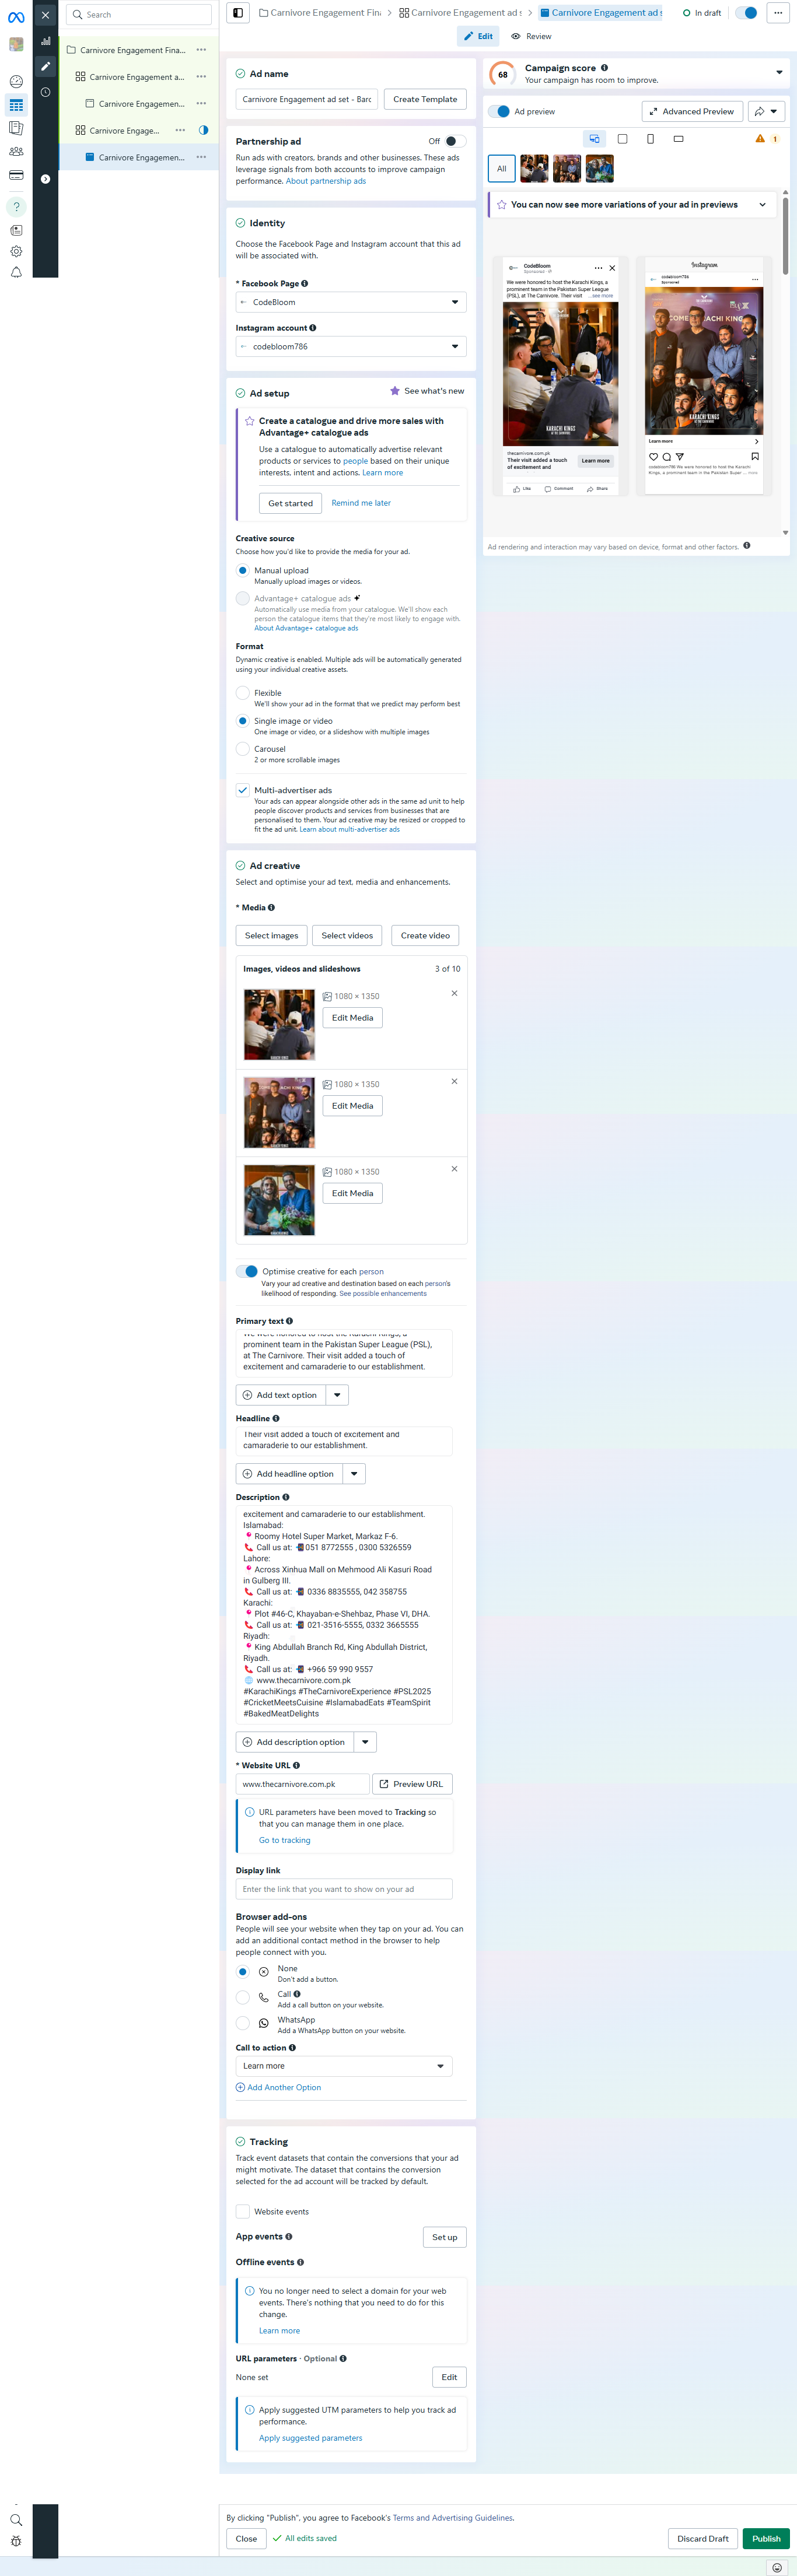 Search
Carnivore Engagement Fina...
Carnivore Engagement a...
Carnivore Engagemen...
Carnivore Engage...
Carnivore Engagemen...
Carnivore Engagement Fin
Carnivore Engagement ad s
Carnivore Engagement ad s
In draft
Edit
Review
Ad name
Carnivore Engagement ad set - Barc
Create Template
Partnership ad
Off
Run ads with creators, brands and other businesses. These ads
leverage signals from both accounts to improve campaign
performance. About partnership ads
Identity
Choose the Facebook Page and Instagram account that this ad
will be associated with.
* Facebook Page
CodeBloom
Instagram account
codebloom786
Ad setup
See what's new
Create a catalogue and drive more sales with
Advantage+ catalogue ads
Use a catalogue to automatically advertise relevant
products or services to people based on their unique
interests, intent and actions. Learn more
Get started
Remind me later
Creative source
Choose how you'd like to provide the media for your ad.
Manual upload
Manually upload images or videos.
Advantage+ catalogue ads
Automatically use media from your catalogue. We'll show each
person the catalogue items that they're most likely to engage with.
About Advantage+ catalogue ads
Format
Dynamic creative is enabled. Multiple ads will be automatically generated
using your individual creative assets.
Flexible
We'll show your ad in the format that we predict may perform best
Single image or video
One image or video, or a slideshow with multiple images
Carousel
2 or more scrollable images
Multi-advertiser ads
Your ads can appear alongside other ads in the same ad unit to help
people discover products and services from businesses that are
personalised to them. Your ad creative may be resized or cropped to
fit the ad unit. Learn about multi-advertiser ads
Ad creative
Select and optimise your ad text, media and enhancements.
* Media
Select images
Select videos
Create video
Images, videos and slideshows
3 of 10
1080 × 1350
Edit Media
1080 × 1350
Edit Media
1080 × 1350
Edit Media
Optimise creative for each person
Vary your ad creative and destination based on each person's
likelihood of responding. See possible enhancements
Primary text
We were honored to host the Karachi Kings, a
prominent team in the Pakistan Super League (PSL),
at The Carnivore. Their visit added a touch of
excitement and camaraderie to our establishment.
Add text option
Headline
Their visit added a touch of excitement and
camaraderie to our establishment.
Add headline option
Description
excitement and camaraderie to our establishment.
Islamabad:
📍 Roomy Hotel Super Market, Markaz F-6.
📞 Call us at: 📲051 8772555 , 0300 5326559
Lahore:
📍 Across Xinhua Mall on Mehmood Ali Kasuri Road
in Gulberg III.
📞 Call us at: 📲 0336 8835555, 042 358755
Karachi:
📍 Plot #46-C, Khayaban-e-Shehbaz, Phase VI, DHA.
📞 Call us at: 📲 021-3516-5555, 0332 3665555
Riyadh:
📍 King Abdullah Branch Rd, King Abdullah District,
Riyadh.
📞 Call us at: 📲 +966 59 990 9557
🌐 www.thecarnivore.com.pk
#KarachiKings #TheCarnivoreExperience #PSL2025
#CricketMeetsCuisine #IslamabadEats #TeamSpirit
#BakedMeatDelights
Add description option
* Website URL
www.thecarnivore.com.pk
Preview URL
URL parameters have been moved to Tracking so
that you can manage them in one place.
Go to tracking
Display link
Enter the link that you want to show on your ad
Browser add-ons
People will see your website when they tap on your ad. You can
add an additional contact method in the browser to help
people connect with you.
None
Don't add a button.
Call
Add a call button on your website.
WhatsApp
Add a WhatsApp button on your website.
Call to action
Learn more
Add Another Option
Tracking
Track event datasets that contain the conversions that your ad
might motivate. The dataset that contains the conversion
selected for the ad account will be tracked by default.
Website events
App events
Set up
Offline events
You no longer need to select a domain for your web
events. There's nothing that you need to do for this
change.
Learn more
URL parameters · Optional
None set
Edit
Apply suggested UTM parameters to help you track ad
performance.
Apply suggested parameters
68
Campaign score
Your campaign has room to improve.
Ad preview
Advanced Preview
1
All
You can now see more variations of your ad in previews
CodeBloom
Sponsored
We were honored to host the Karachi Kings, a
prominent team in the Pakistan Super League
(PSL), at The Carnivore. Their visit ...see more
KARACHI KINGS
thecarnivore.com.pk
Their visit added a touch
of excitement and
Learn more
Like
Comment
Share
Instagram
codebloom786
Sponsored
KARACHI KINGS
Learn more
codebloom786 We were honored to host the Karachi
Kings, a prominent team in the Pakistan Super ... more
Ad rendering and interaction may vary based on device, format and other factors.
By clicking "Publish", you agree to Facebook's Terms and Advertising Guidelines.
Close
All edits saved
Discard Draft
Publish